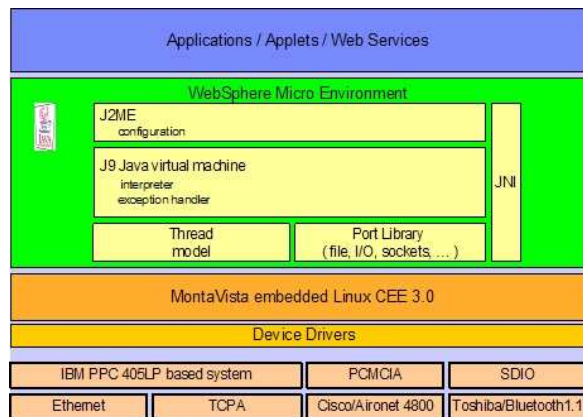 Applications / Applets / Web Services
WebSphere Micro Environment
J2ME
configuration
J9 Java virtual machine
interpreter
exception handler
JNI
Thread
model
Port Library
( file, I/O, sockets, ... )
MontaVista embedded Linux CEE 3.0
Device Drivers
IBM PPC 405LP based system
PCMCIA
SDIO
Ethernet
TCPA
Cisco/Aironet 4800
Toshiba/Bluetooth1.